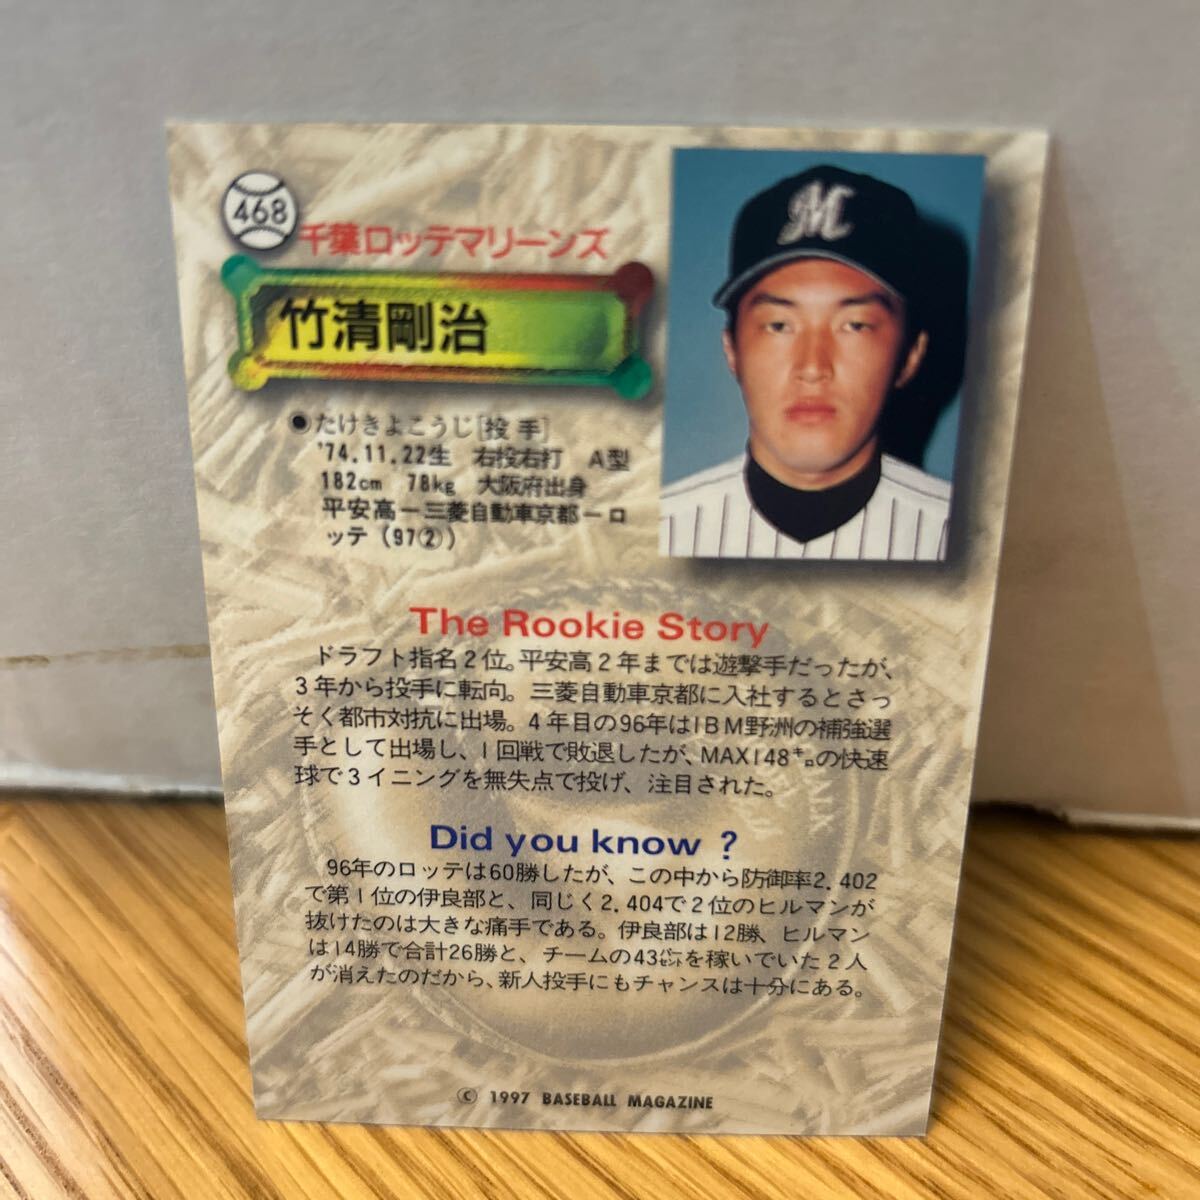 468
千葉ロッテマリーンズ
M
竹清剛治
●たけきよこうじ[投手]
'74.11.22生 右投右打 A型
182cm 78kg 大阪府出身
平安高ー三菱自動車京都ーロ
ッテ（97②）
The Rookie Story
ドラフト指名2位。平安高2年までは遊撃手だったが、
3年から投手に転向。三菱自動車京都に入社するとさっ
そく都市対抗に出場。4年目の96年はIBM野洲の補強選
手として出場し、1回戦で敗退したが、MAX148㌔の快速
球で3イニングを無失点で投げ、注目された。
Did you know ?
96年のロッテは60勝したが、この中から防御率2.402
で第1位の伊良部と、同じく2.404で2位のヒルマンが
抜けたのは大きな痛手である。伊良部は12勝、ヒルマン
は14勝で合計26勝と、チームの43㌫を稼いでいた2人
が消えたのだから、新人投手にもチャンスは十分にある。
© 1997 BASEBALL MAGAZINE